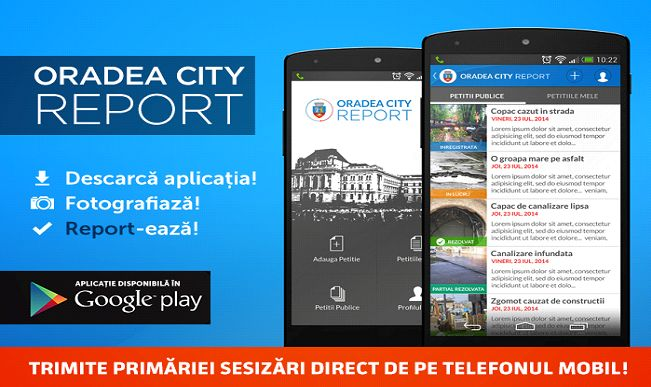 ORADEA CITY
REPORT
Descarcă aplicația!
Fotografiază!
Report-ează!
APLICAȚIE DISPONIBILĂ ÎN
Google play
ORADEA CITY
REPORT
Adauga Petitie
Petitiile
Petitii Publice
Profilul
10:22
ORADEA CITY REPORT
PETITII PUBLICE
PETITIILE MELE
Copac cazut in strada
VINERI, 23 IUL, 2014
Lorem ipsum dolor sit amet, consectetur
adipisicing elit, sed do eiusmod tempor
incididunt ut labore et dolore ...
INREGISTRATA
O groapa mare pe asfalt
JOI, 23 IUL, 2014
Lorem ipsum dolor sit amet, consectetur
adipisicing elit, sed do eiusmod tempor
incididunt ut labore et dolore ... veniam,
IN LUCRU
Capac de canalizare lipsa
JOI, 23 IUL, 2014
Lorem ipsum dolor sit amet, consectetur
adipisicing elit, sed do eiusmod tempor
incididunt ut labore et dolore ... veniam,
REZOLVAT
Canalizare infundata
JOI, 23 IUL, 2014
Lorem ipsum dolor sit amet, consectetur
adipisicing elit, sed do eiusmod tempor
incididunt ut labore et dolore ... veniam,
PARTIAL REZOLVAT
Zgomot cauzat de constructii
JOI, 23 IUL, 2014
Lorem ipsum dolor sit amet, consectetur
TRIMITE PRIMĂRIEI SESIZĂRI DIRECT DE PE TELEFONUL MOBIL!